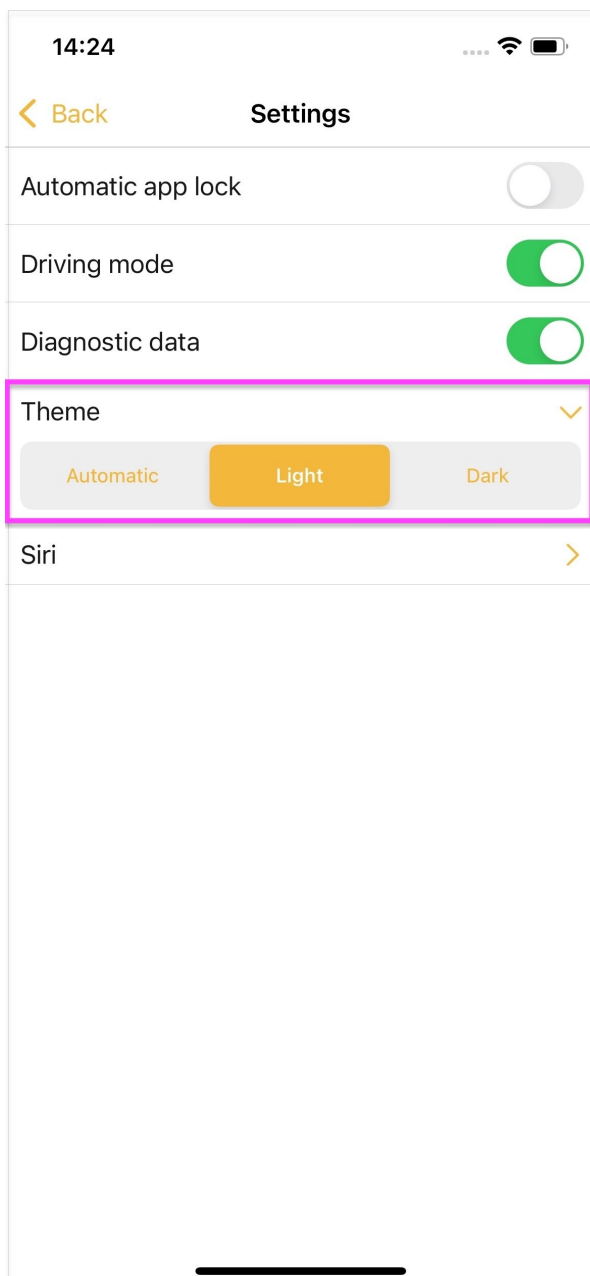 14:24
Back
Settings
Automatic app lock
Driving mode
Diagnostic data
Theme
Automatic Light Dark
Siri